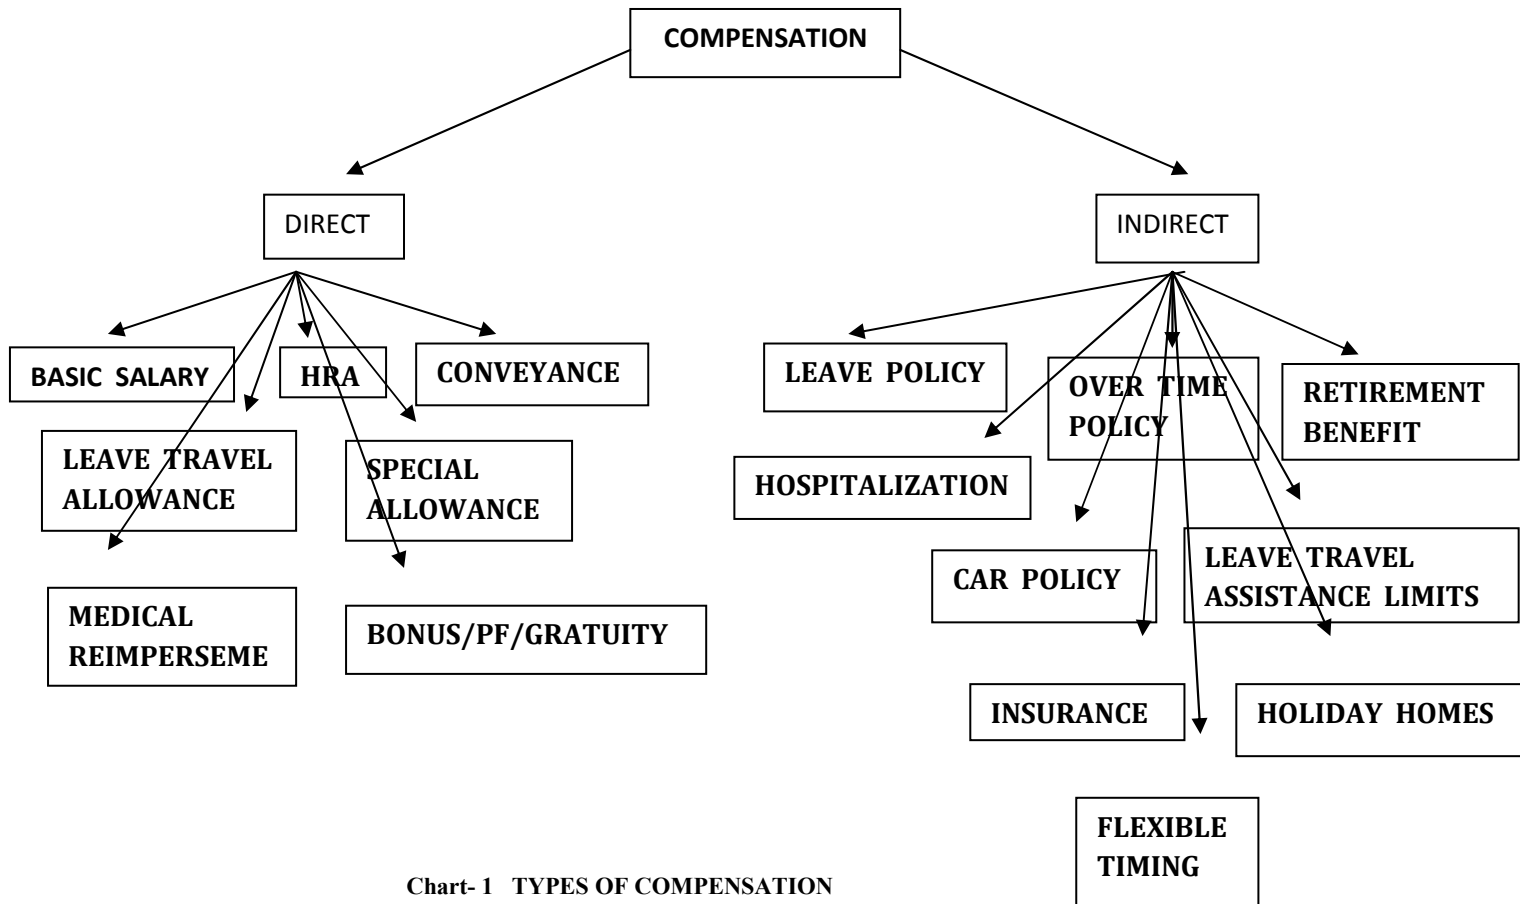 COMPENSATION
DIRECT
INDIRECT
BASIC SALARY
HRA
CONVEYANCE
LEAVE TRAVEL
ALLOWANCE
SPECIAL
ALLOWANCE
MEDICAL
REIMPERSEME
BONUS/PF/GRATUITY
LEAVE POLICY
OVER TIME
POLICY
RETIREMENT
BENEFIT
HOSPITALIZATION
CAR POLICY
LEAVE TRAVEL
ASSISTANCE LIMITS
INSURANCE
HOLIDAY HOMES
FLEXIBLE
TIMING
Chart- 1 TYPES OF COMPENSATION